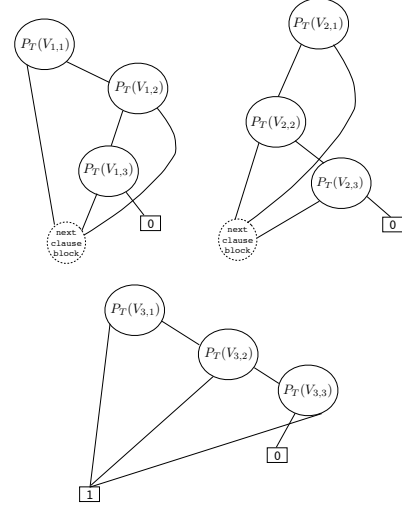 P_T(V_{1,1})
P_T(V_{1,2})
P_T(V_{1,3})
0
next
clause
block
P_T(V_{2,1})
P_T(V_{2,2})
P_T(V_{2,3})
0
next
clause
block
P_T(V_{3,1})
P_T(V_{3,2})
P_T(V_{3,3})
0
1